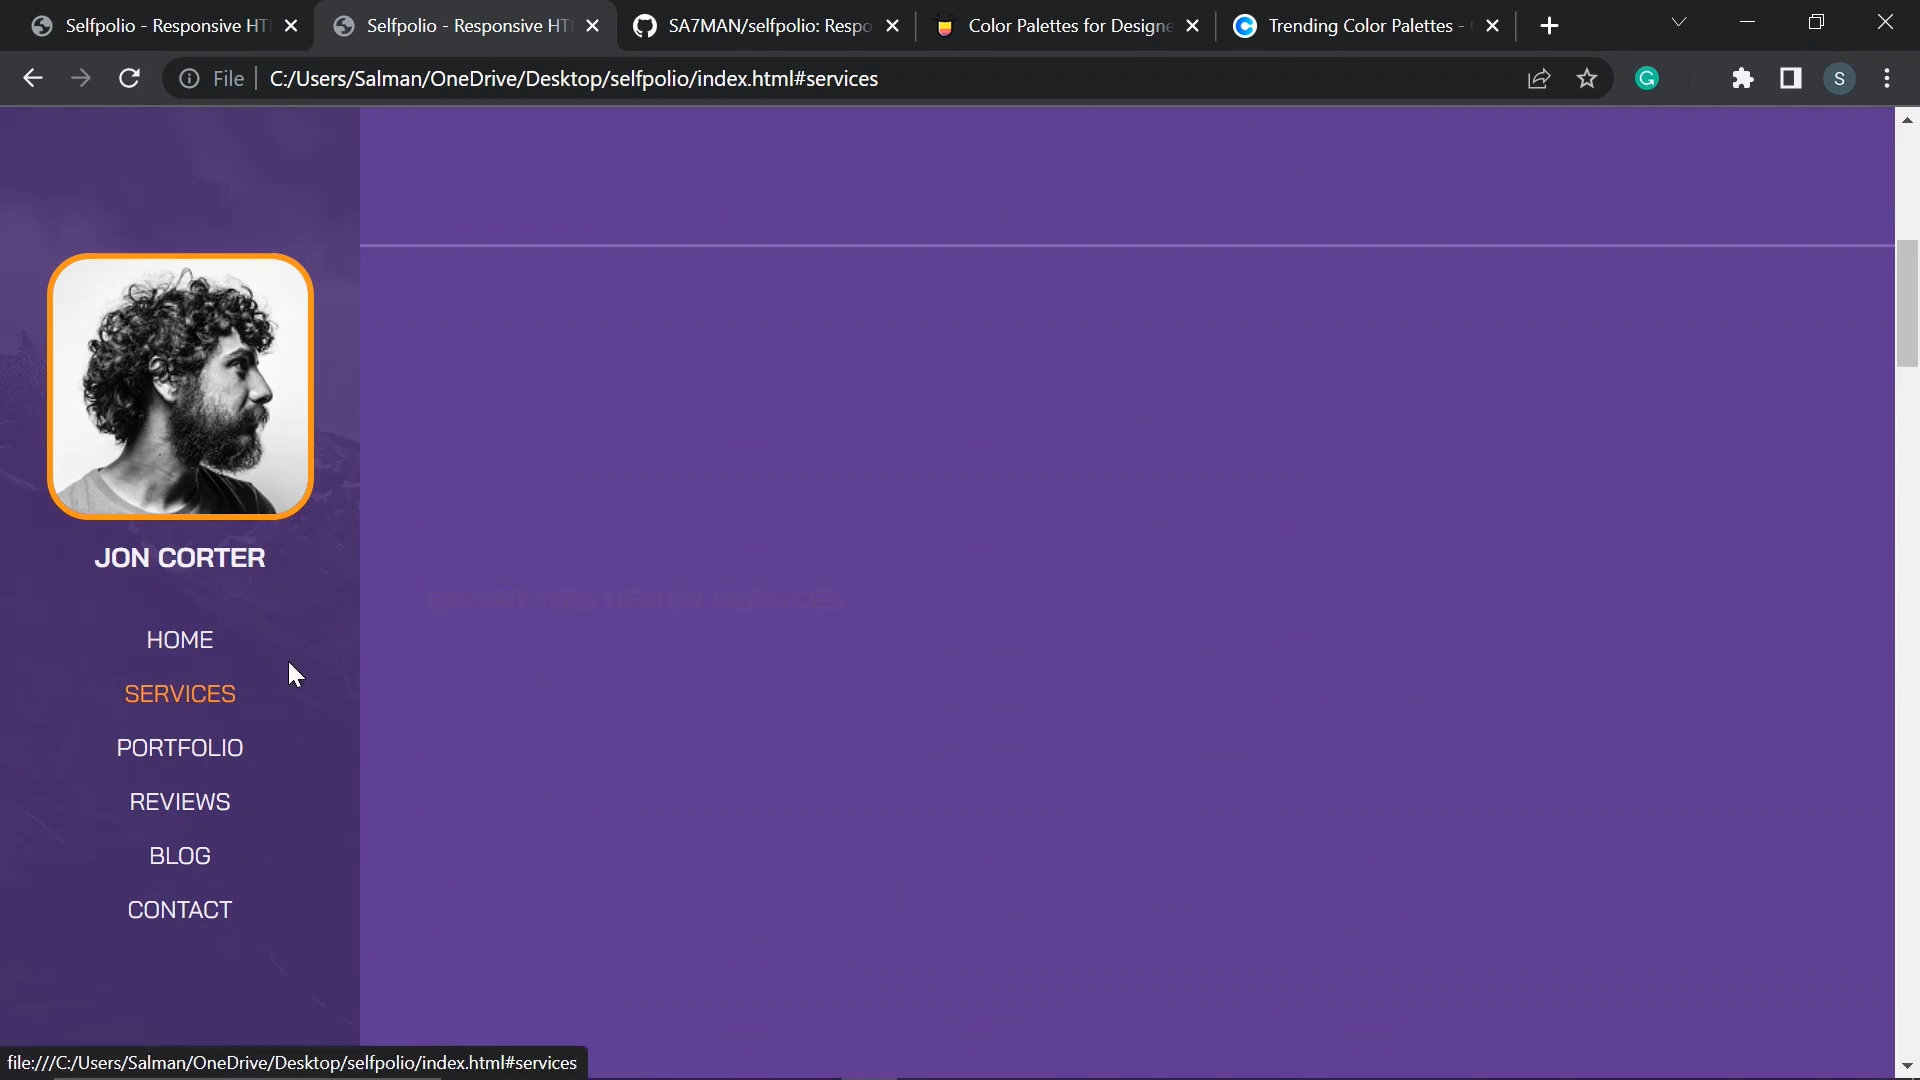 Selfpolio - Responsive HT
Selfpolio - Responsive HT
SA7MAN/selfpolio: Respo
Color Palettes for Designe
Trending Color Palettes -
File
C:/Users/Salman/OneDrive/Desktop/selfpolio/index.html#services
S
JON CORTER
HOME
SERVICES
PORTFOLIO
REVIEWS
BLOG
CONTACT
file:///C:/Users/Salman/OneDrive/Desktop/selfpolio/index.html#services